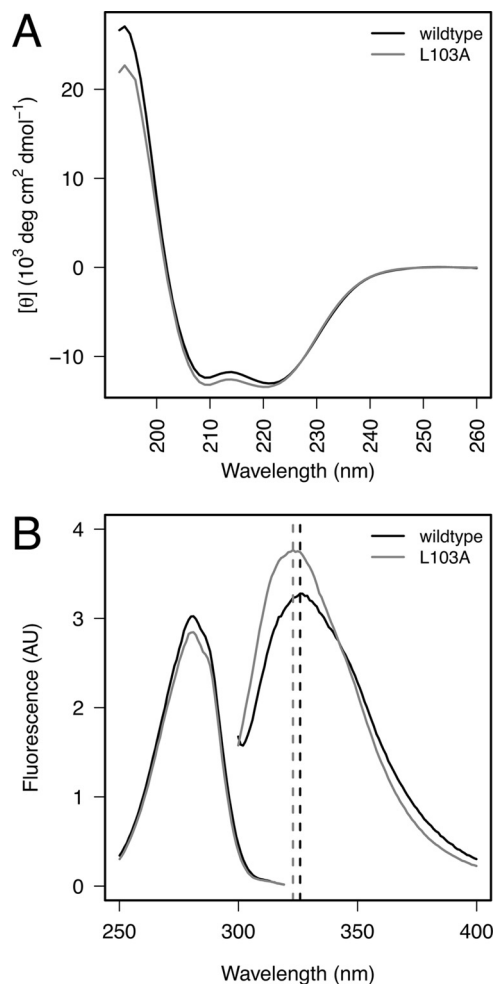 A
wildtype
L103A
[θ] (10³ deg cm² dmol⁻¹)
20
10
0
−10
200
210
220
230
240
250
260
Wavelength (nm)
B
wildtype
L103A
Fluorescence (AU)
4
3
2
1
0
250
300
350
400
Wavelength (nm)